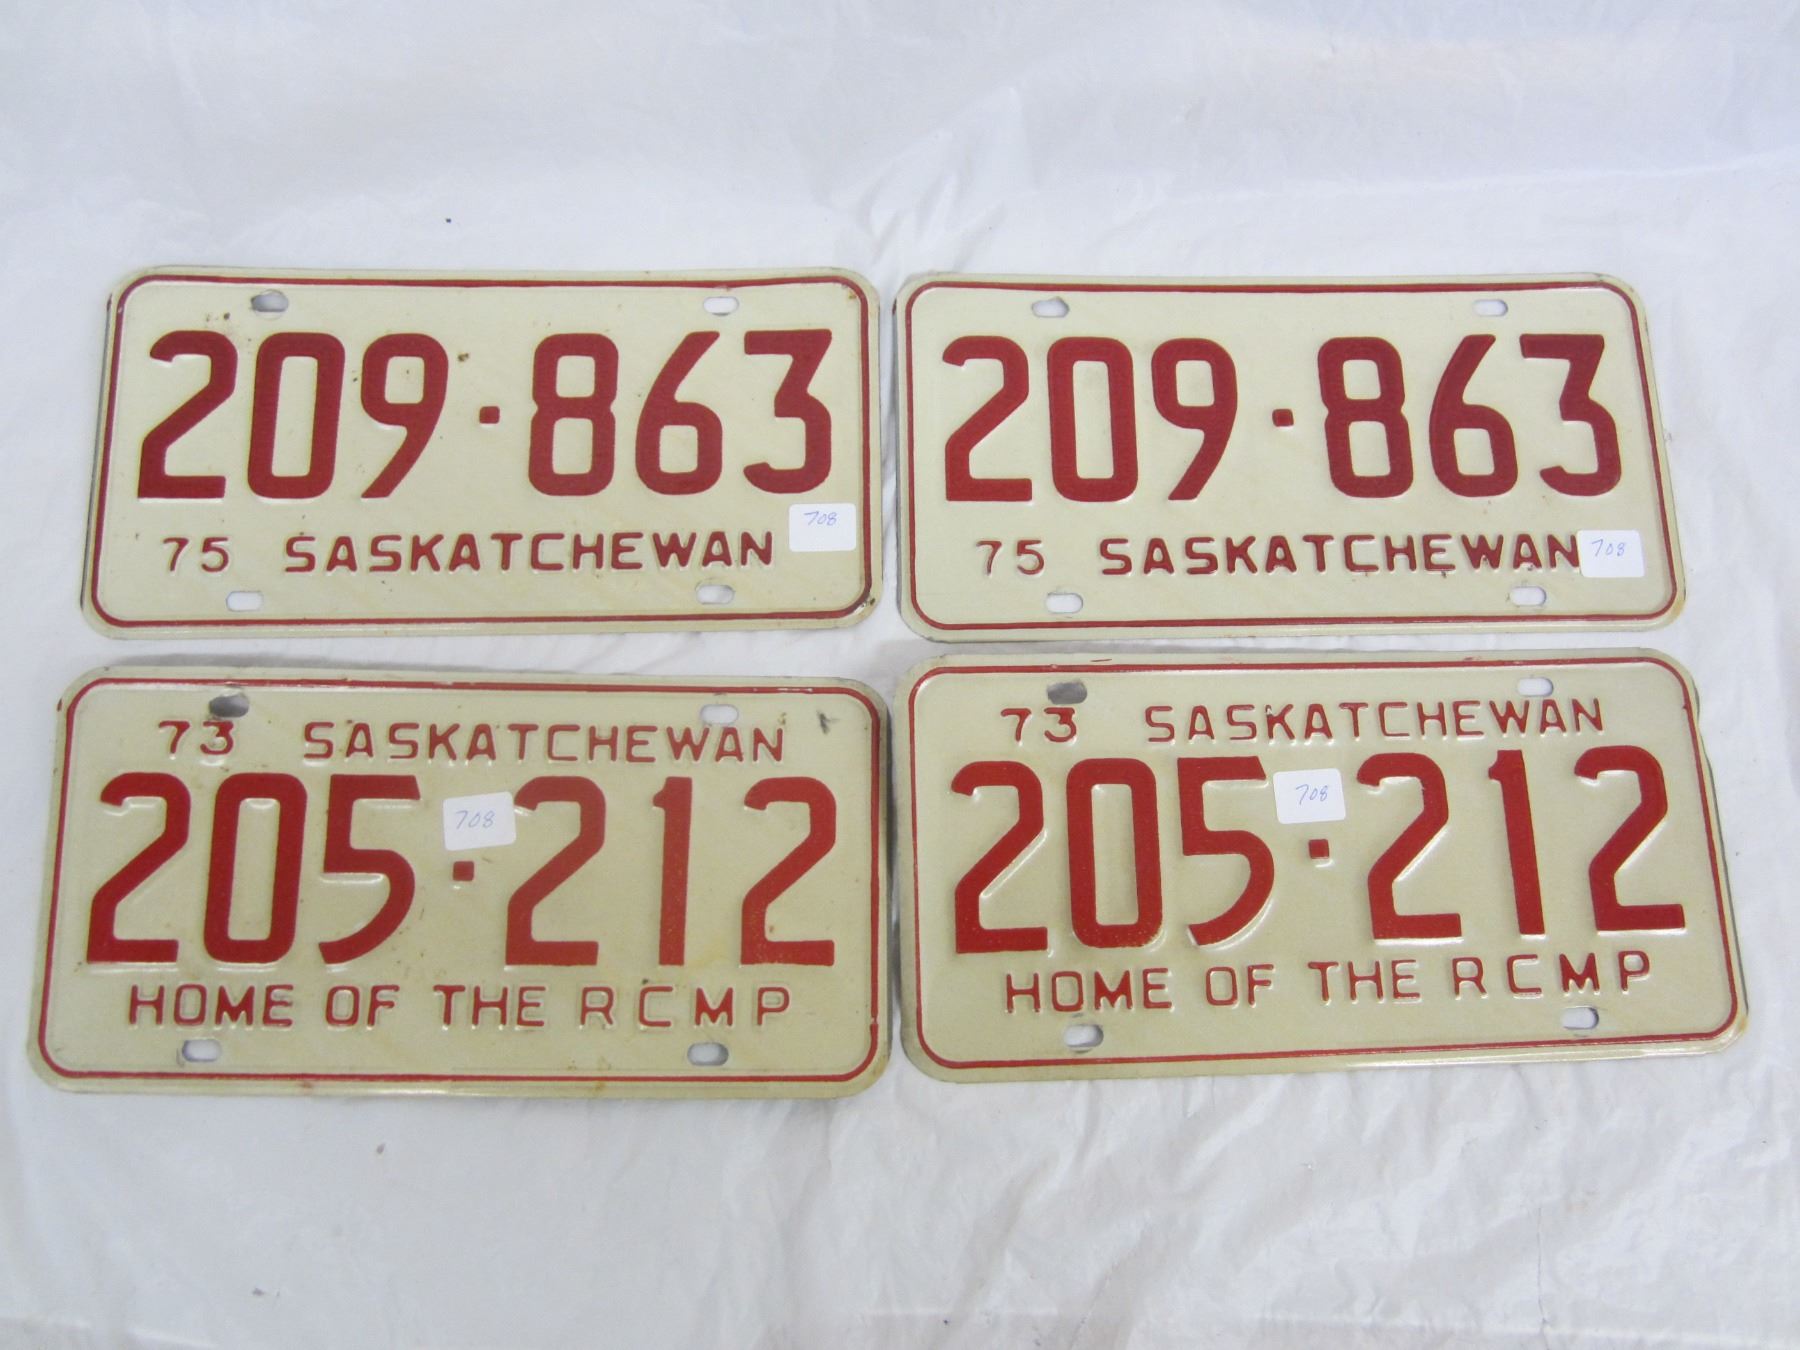 209·863
708
75 SASKATCHEWAN
209·863
75 SASKATCHEWAN
708
73 SASKATCHEWAN
708
205·212
HOME OF THE RCMP
73 SASKATCHEWAN
708
205·212
HOME OF THE RCMP